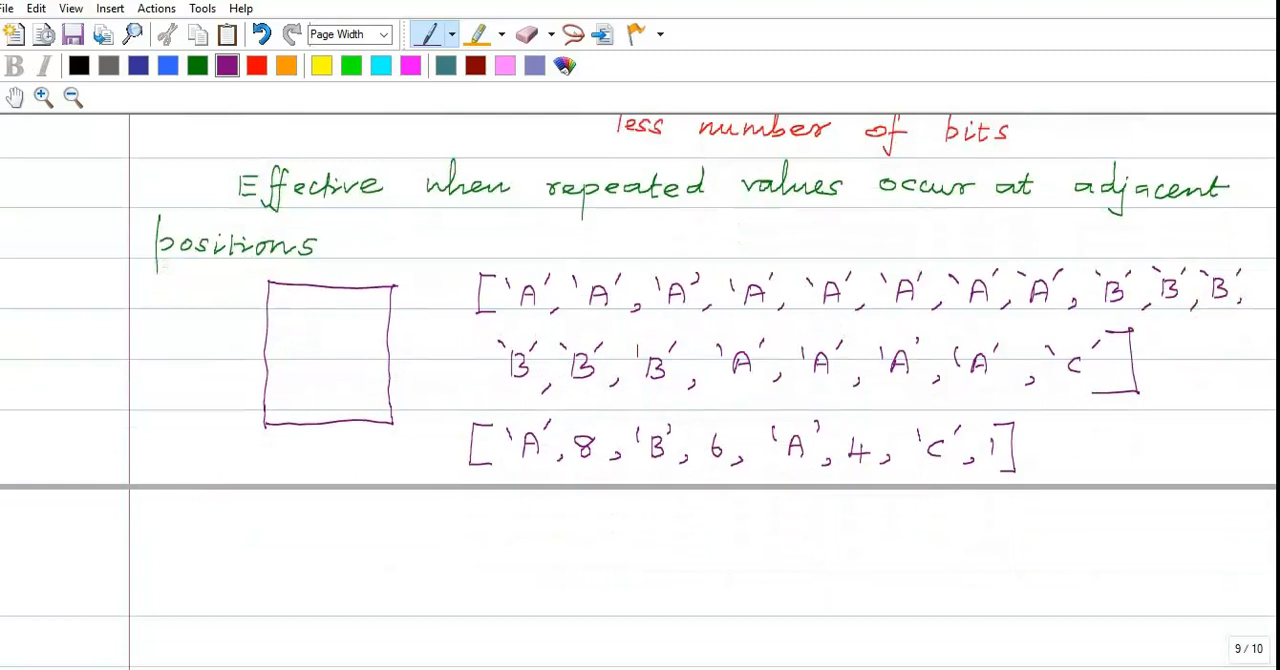 File Edit View Insert Actions Tools Help
Page Width
B I
less number of bits
Effective when repeated values occur at adjacent
positions
['A', 'A', 'A', 'A', 'A', 'A', 'A', 'A', 'B', 'B', 'B',
'B', 'B', 'B', 'A', 'A', 'A', 'A', 'C']
['A', 8, 'B', 6, 'A', 4, 'C', 1]
9 / 10